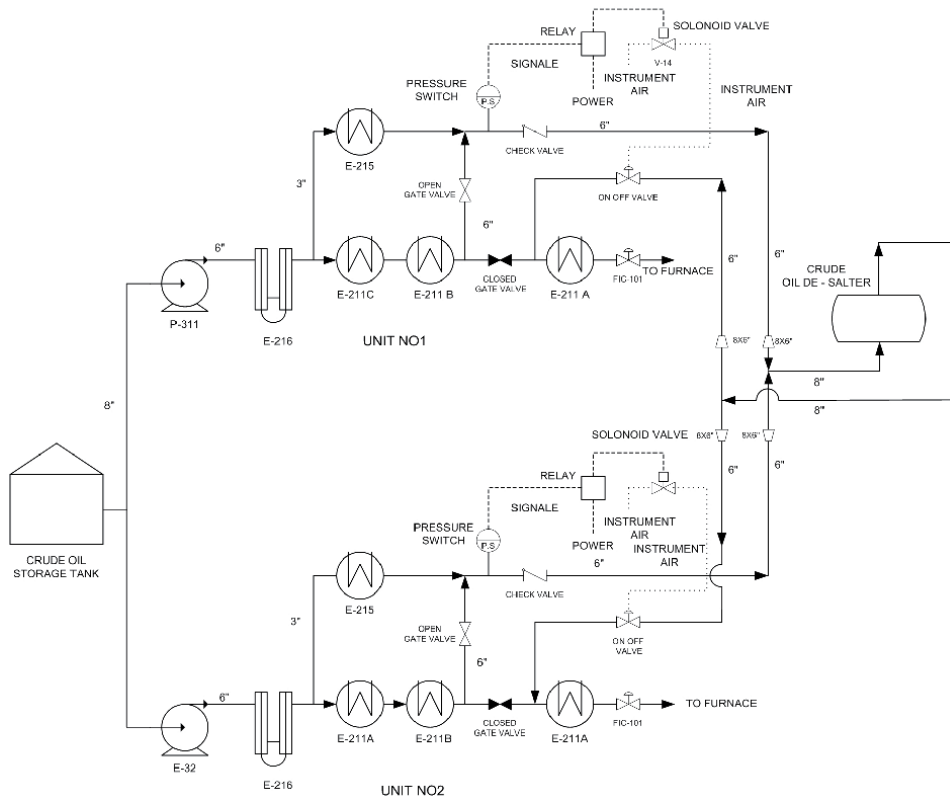 SOLONOID VALVE
RELAY
SIGNALE
V-14
INSTRUMENT
AIR
INSTRUMENT
AIR
PRESSURE
SWITCH
P.S
POWER
6"
CHECK VALVE
E-215
3"
OPEN
GATE VALVE
ON OFF VALVE
6"
6"
6"
6"
CLOSED
GATE VALVE
TO FURNACE
FIC-101
E-211C
E-211 B
E-211 A
P-311
E-216
UNIT NO1
CRUDE
OIL DE - SALTER
8X6"
8X6"
8"
8"
8"
6X6"
8X6"
SOLONOID VALVE
6"
6"
RELAY
SIGNALE
INSTRUMENT
AIR
INSTRUMENT
AIR
PRESSURE
SWITCH
P.S
POWER
6"
CHECK VALVE
CRUDE OIL
STORAGE TANK
E-215
3"
OPEN
GATE VALVE
ON OFF
VALVE
6"
6"
CLOSED
GATE VALVE
TO FURNACE
FIC-101
E-211A
E-211B
E-211A
E-32
E-216
UNIT NO2